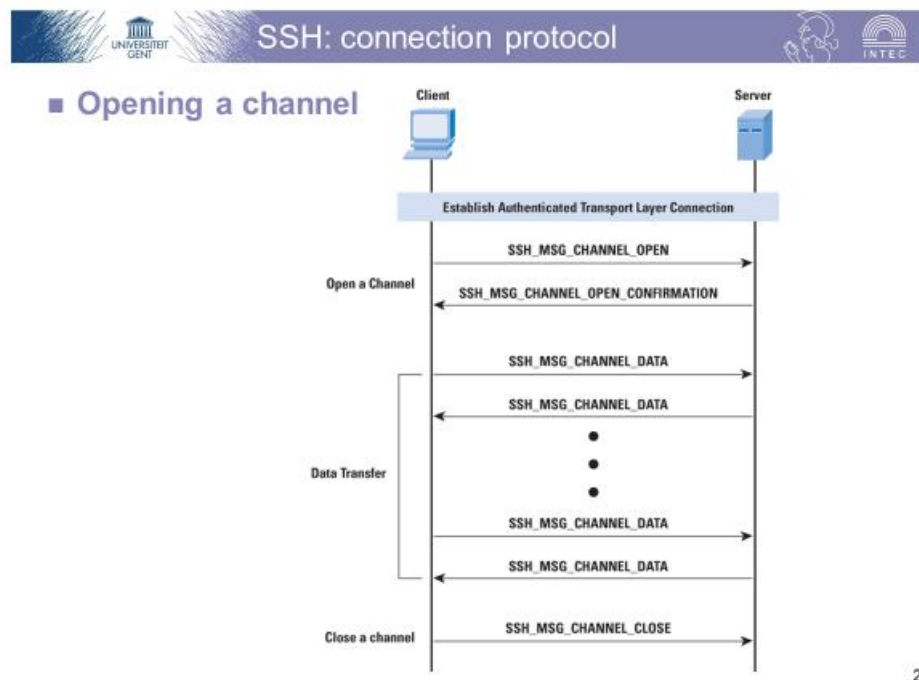 UNIVERSITEIT
GENT
SSH: connection protocol
INTEC
■ Opening a channel
Client
Server
Establish Authenticated Transport Layer Connection
SSH_MSG_CHANNEL_OPEN
Open a Channel
SSH_MSG_CHANNEL_OPEN_CONFIRMATION
SSH_MSG_CHANNEL_DATA
SSH_MSG_CHANNEL_DATA
Data Transfer
SSH_MSG_CHANNEL_DATA
SSH_MSG_CHANNEL_DATA
SSH_MSG_CHANNEL_CLOSE
Close a channel